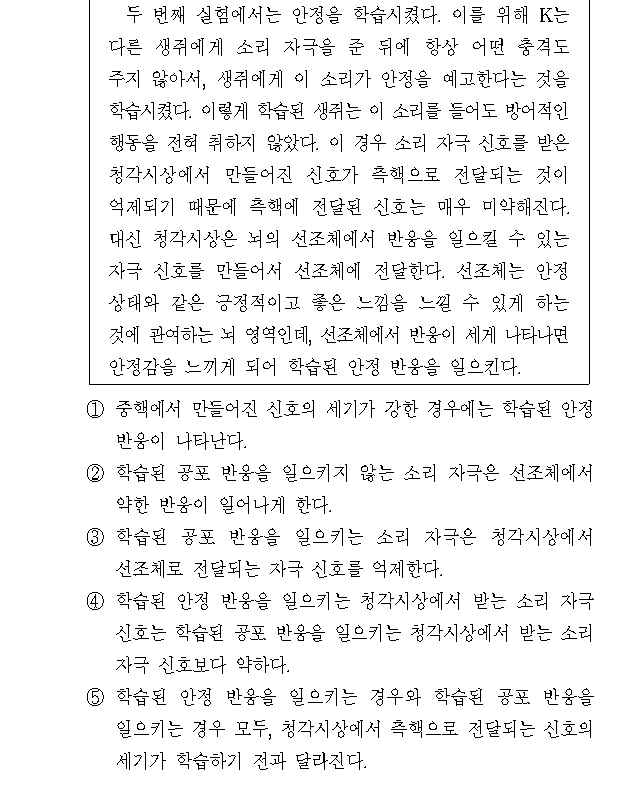 두 번째 실험에서는 안정을 학습시켰다. 이를 위해 K는
다른 생쥐에게 소리 자극을 준 뒤에 항상 어떤 충격도
주지 않아서, 생쥐에게 이 소리가 안정을 예고한다는 것을
학습시켰다. 이렇게 학습된 생쥐는 이 소리를 들어도 방어적인
행동을 전혀 취하지 않았다. 이 경우 소리 자극 신호를 받은
청각시상에서 만들어진 신호가 측핵으로 전달되는 것이
억제되기 때문에 측핵에 전달된 신호는 매우 미약해진다.
대신 청각시상은 뇌의 선조체에서 반응을 일으킬 수 있는
자극 신호를 만들어서 선조체에 전달한다. 선조체는 안정
상태와 같은 긍정적이고 좋은 느낌을 느낄 수 있게 하는
것에 관여하는 뇌 영역인데, 선조체에서 반응이 세게 나타나면
안정감을 느끼게 되어 학습된 안정 반응을 일으킨다.
① 중핵에서 만들어진 신호의 세기가 강한 경우에는 학습된 안정
반응이 나타난다.
② 학습된 공포 반응을 일으키지 않는 소리 자극은 선조체에서
약한 반응이 일어나게 한다.
③ 학습된 공포 반응을 일으키는 소리 자극은 청각시상에서
선조체로 전달되는 자극 신호를 억제한다.
④ 학습된 안정 반응을 일으키는 청각시상에서 받는 소리 자극
신호는 학습된 공포 반응을 일으키는 청각시상에서 받는 소리
자극 신호보다 약하다.
⑤ 학습된 안정 반응을 일으키는 경우와 학습된 공포 반응을
일으키는 경우 모두, 청각시상에서 측핵으로 전달되는 신호의
세기가 학습하기 전과 달라진다.